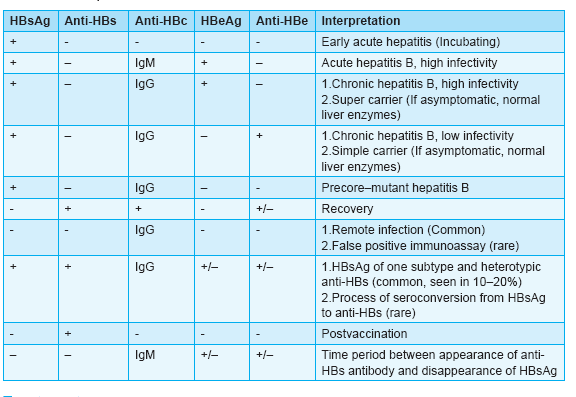 HBsAg Anti-HBs Anti-HBc HBeAg Anti-HBe Interpretation
+ - - - - Early acute hepatitis (Incubating)
+ – IgM + – Acute hepatitis B, high infectivity
+ – IgG + – 1.Chronic hepatitis B, high infectivity
2.Super carrier (If asymptomatic, normal
liver enzymes)
+ – IgG – + 1.Chronic hepatitis B, low infectivity
2.Simple carrier (If asymptomatic, normal
liver enzymes)
+ – IgG – - Precore–mutant hepatitis B
- + + - +/– Recovery
- - IgG - - 1.Remote infection (Common)
2.False positive immunoassay (rare)
+ + IgG +/– +/– 1.HBsAg of one subtype and heterotypic
anti-HBs (common, seen in 10–20%)
2.Process of seroconversion from HBsAg
to anti-HBs (rare)
- + - - - Postvaccination
– – IgM +/– +/– Time period between appearance of anti-
HBs antibody and disappearance of HBsAg